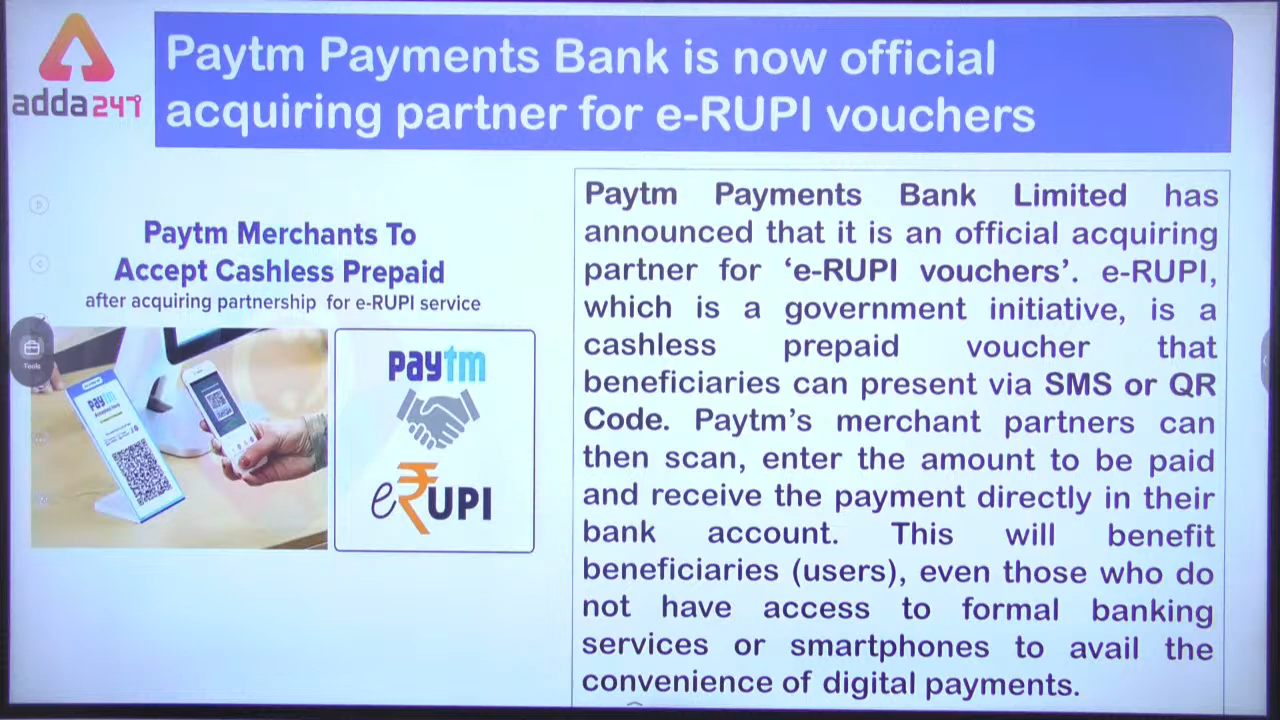 adda247
Paytm Payments Bank is now official
acquiring partner for e-RUPI vouchers
Paytm Merchants To
Accept Cashless Prepaid
after acquiring partnership for e-RUPI service
paytm
paytm
eRUPI
Tools
Paytm Payments Bank Limited has
announced that it is an official acquiring
partner for ‘e-RUPI vouchers’. e-RUPI,
which is a government initiative, is a
cashless prepaid voucher that
beneficiaries can present via SMS or QR
Code. Paytm’s merchant partners can
then scan, enter the amount to be paid
and receive the payment directly in their
bank account. This will benefit
beneficiaries (users), even those who do
not have access to formal banking
services or smartphones to avail the
convenience of digital payments.